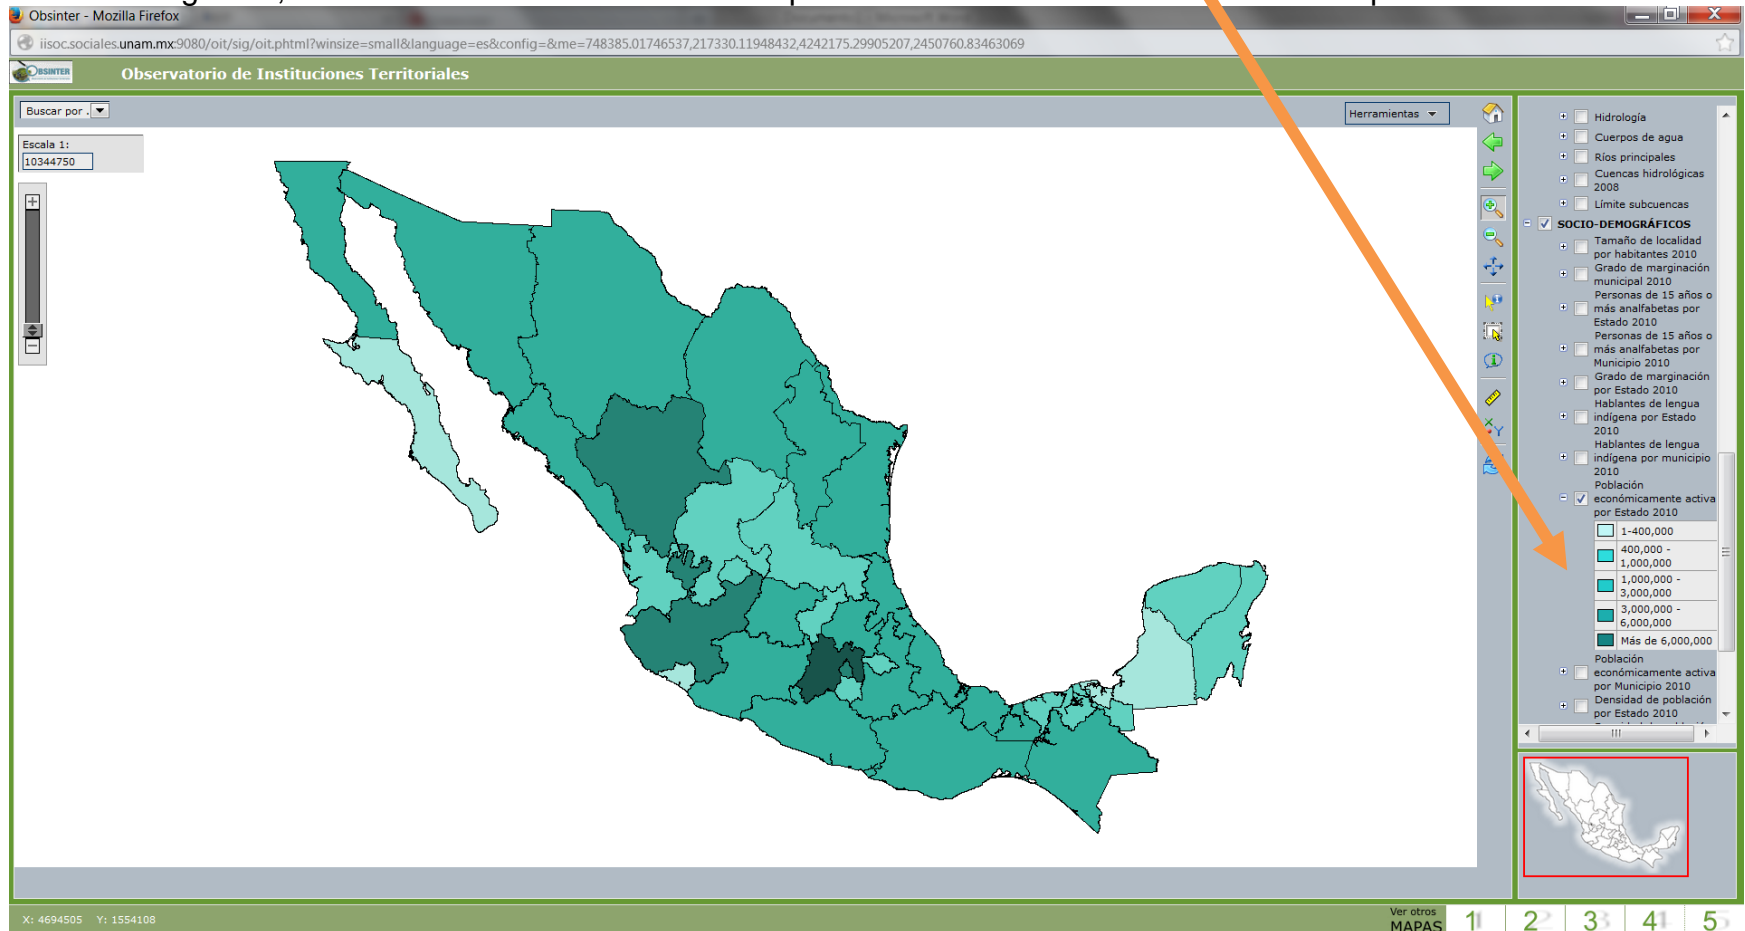 Obsinter - Mozilla Firefox
iisoc.sociales.unam.mx:9080/oit/sig/oit.phtml?winsize=small&language=es&config=&me=748385.01746537,217330.11948432,4242175.29905207,2450760.83463069
OBSINTER
Observatorio de Instituciones Territoriales
Buscar por .
Herramientas
Escala 1:
10344750
Hidrología
Cuerpos de agua
Ríos principales
Cuencas hidrológicas
2008
Límite subcuencas
SOCIO-DEMOGRÁFICOS
Tamaño de localidad
por habitantes 2010
Grado de marginación
municipal 2010
Personas de 15 años o
más analfabetas por
Estado 2010
Personas de 15 años o
más analfabetas por
Municipio 2010
Grado de marginación
por Estado 2010
Hablantes de lengua
indígena por Estado
2010
Hablantes de lengua
indígena por municipio
2010
Población
económicamente activa
por Estado 2010
1-400,000
400,000 -
1,000,000
1,000,000 -
3,000,000
3,000,000 -
6,000,000
Más de 6,000,000
Población
económicamente activa
por Municipio 2010
Densidad de población
por Estado 2010
X: 4694505 Y: 1554108
Ver otros
MAPAS
1
2
3
4
5